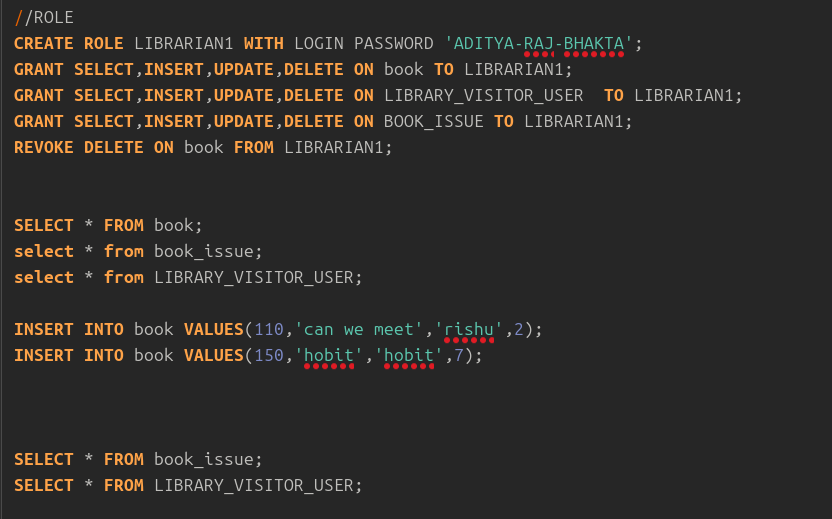 //ROLE
CREATE ROLE LIBRARIAN1 WITH LOGIN PASSWORD 'ADITYA-RAJ-BHAKTA';
GRANT SELECT,INSERT,UPDATE,DELETE ON book TO LIBRARIAN1;
GRANT SELECT,INSERT,UPDATE,DELETE ON LIBRARY_VISITOR_USER  TO LIBRARIAN1;
GRANT SELECT,INSERT,UPDATE,DELETE ON BOOK_ISSUE TO LIBRARIAN1;
REVOKE DELETE ON book FROM LIBRARIAN1;
SELECT * FROM book;
select * from book_issue;
select * from LIBRARY_VISITOR_USER;
INSERT INTO book VALUES(110,'can we meet','rishu',2);
INSERT INTO book VALUES(150,'hobit','hobit',7);
SELECT * FROM book_issue;
SELECT * FROM LIBRARY_VISITOR_USER;